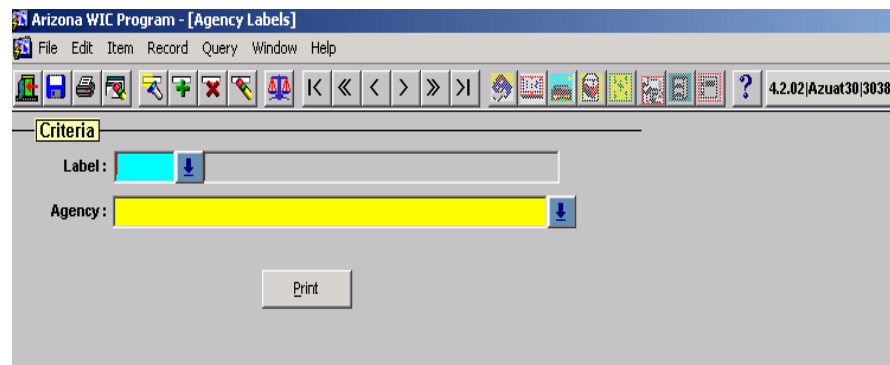 Arizona WIC Program - [Agency Labels]
File Edit Item Record Query Window Help
? 4.2.02|Azuat30|3038
Criteria
Label :
Agency :
Print